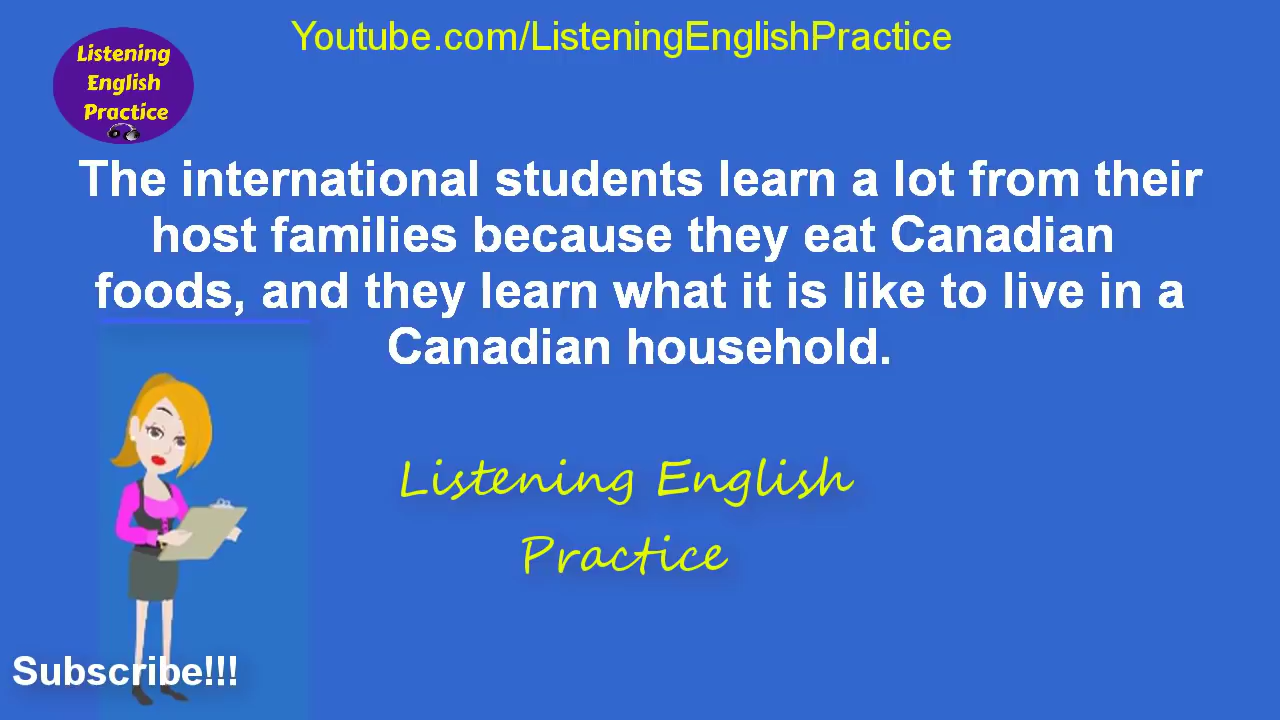 Youtube.com/ListeningEnglishPractice
Listening
English
Practice
The international students learn a lot from their
host families because they eat Canadian
foods, and they learn what it is like to live in a
Canadian household.
Listening English
Practice
Subscribe!!!